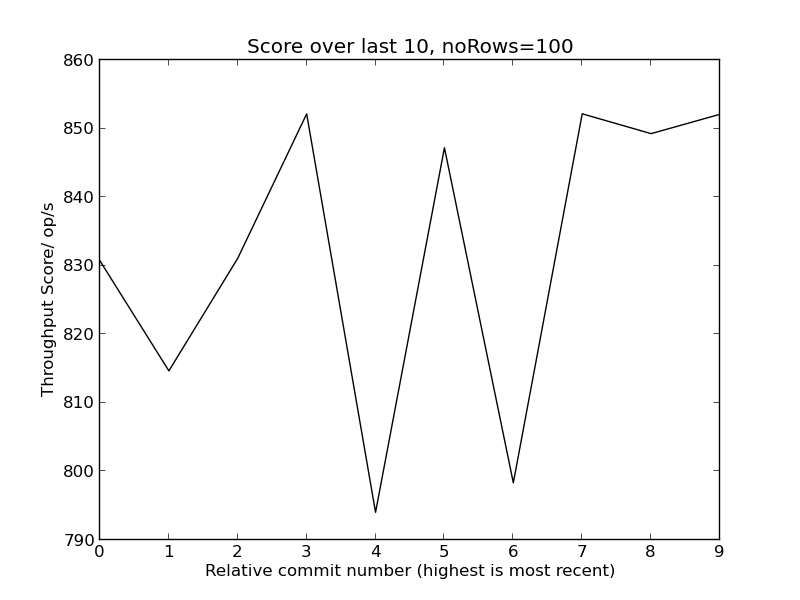 Score over last 10, noRows=100
860
850
840
830
820
810
800
790
Throughput Score/ op/s
0 1 2 3 4 5 6 7 8 9
Relative commit number (highest is most recent)